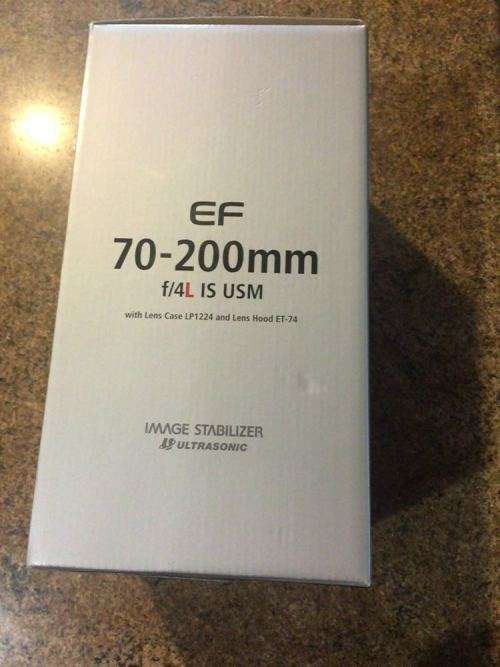 EF
70-200mm
f/4L IS USM
with Lens Case LP1224 and Lens Hood ET-74
IMAGE STABILIZER
ULTRASONIC